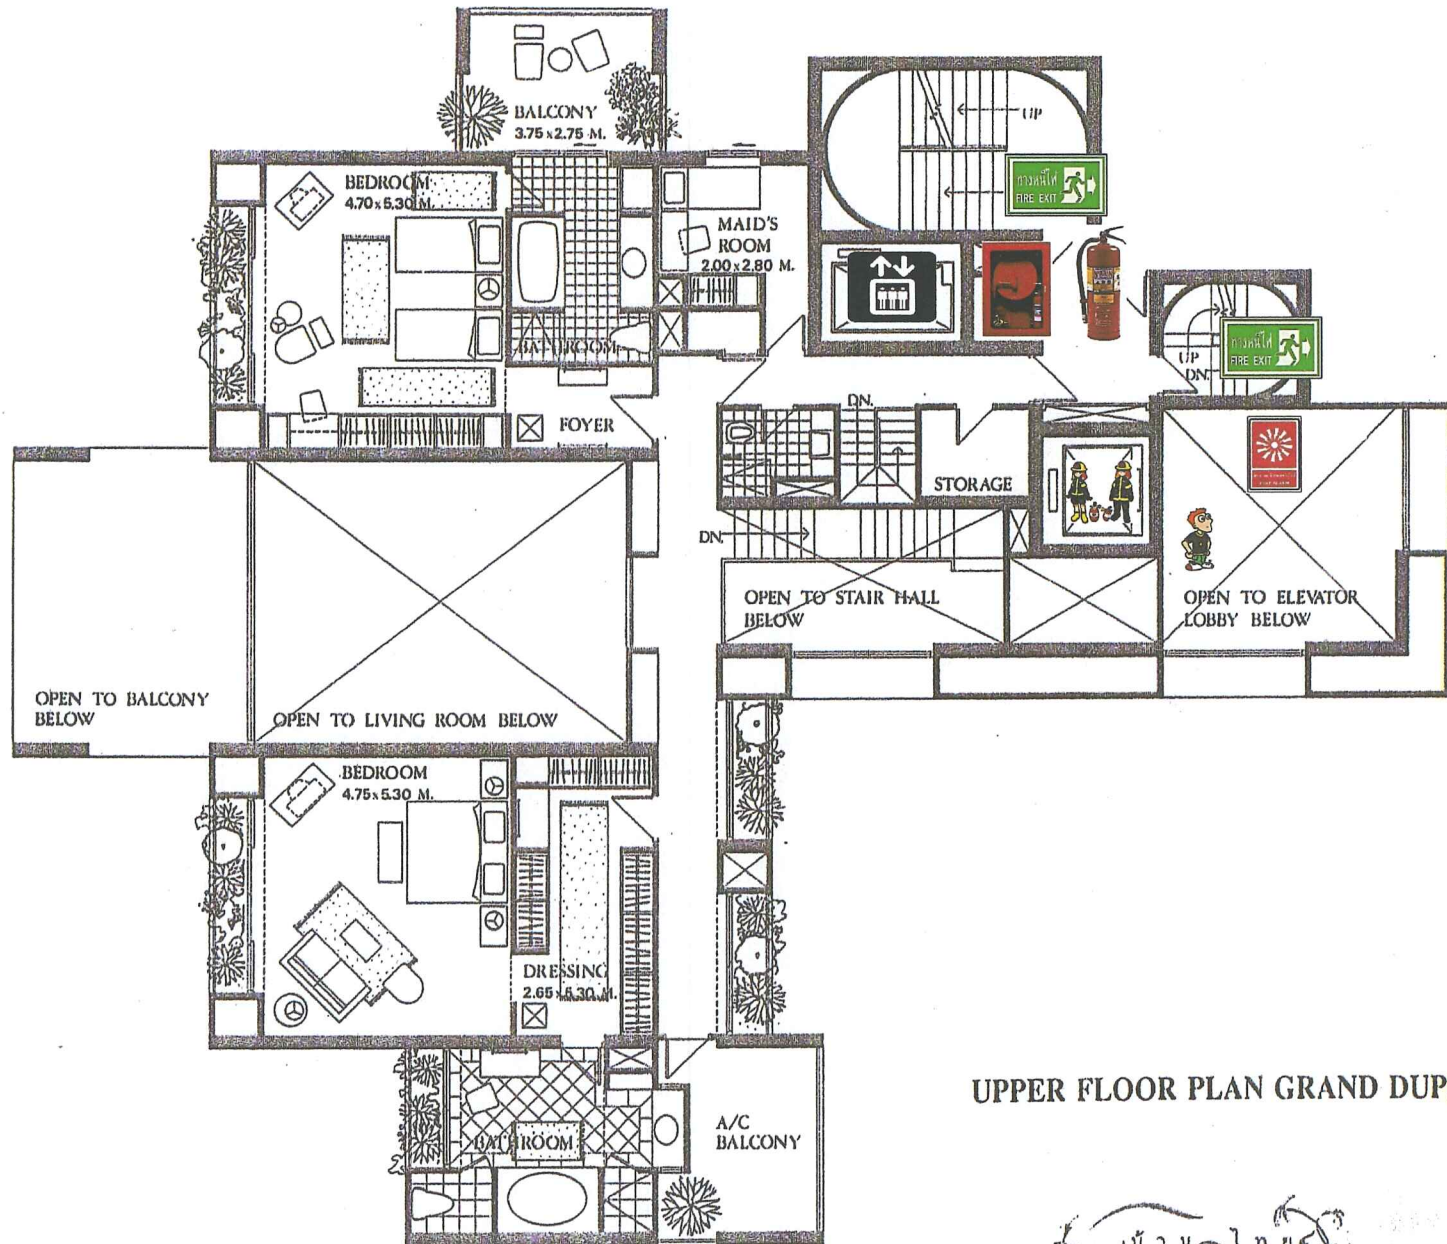 BALCONY
3.75 x 2.75 M.
UP
BEDROOM
4.70 x 5.30 M.
MAID'S
ROOM
2.00 x 2.80 M.
ทางหนีไฟ
FIRE EXIT
BATHROOM
UP
DN.
ทางหนีไฟ
FIRE EXIT
FOYER
DN.
STORAGE
DN.
OPEN TO STAIR HALL
BELOW
OPEN TO ELEVATOR
LOBBY BELOW
OPEN TO BALCONY
BELOW
OPEN TO LIVING ROOM BELOW
BEDROOM
4.75 x 5.30 M.
DRESSING
2.65 x 5.30 M.
UPPER FLOOR PLAN GRAND DUP
A/C
BALCONY
BATHROOM